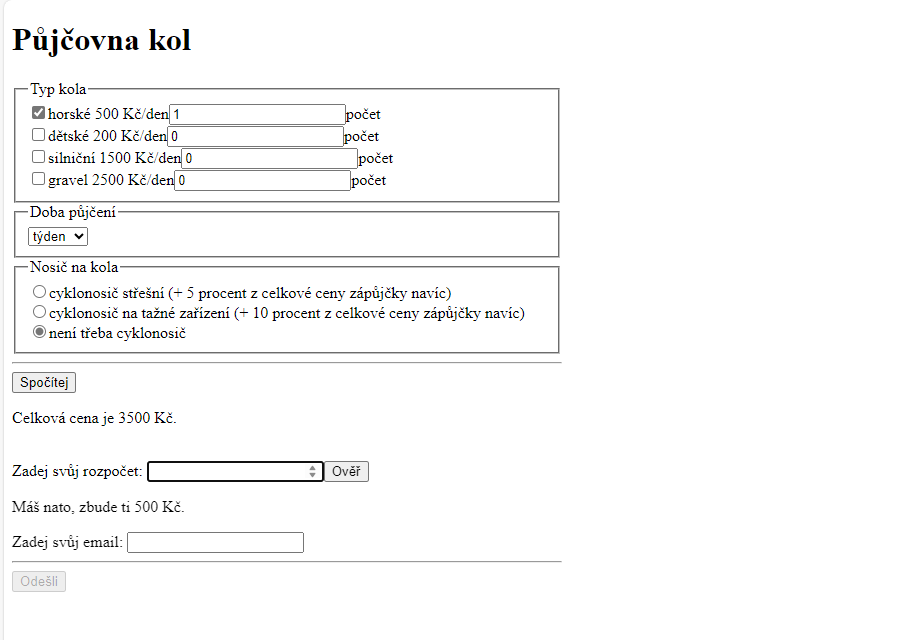 Půjčovna kol
Typ kola
horské 500 Kč/den 1 počet
dětské 200 Kč/den 0 počet
silniční 1500 Kč/den 0 počet
gravel 2500 Kč/den 0 počet
Doba půjčení
týden
Nosič na kola
cyklonosič střešní (+ 5 procent z celkové ceny zápůjčky navíc)
cyklonosič na tažné zařízení (+ 10 procent z celkové ceny zápůjčky navíc)
není třeba cyklonosič
Spočítej
Celková cena je 3500 Kč.
Zadej svůj rozpočet: Ověř
Máš nato, zbude ti 500 Kč.
Zadej svůj email:
Odešli